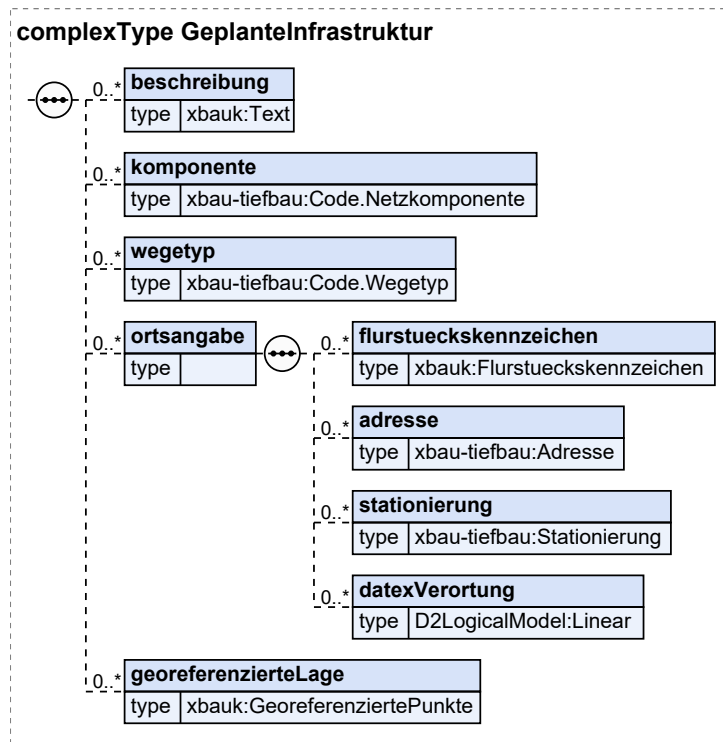 complexType GeplanteInfrastruktur
0..* beschreibung
type xbauk:Text
0..* komponente
type xbau-tiefbau:Code.Netzkomponente
0..* wegetyp
type xbau-tiefbau:Code.Wegetyp
0..* ortsangabe
type
0..* flurstueckskennzeichen
type xbauk:Flurstueckskennzeichen
0..* adresse
type xbau-tiefbau:Adresse
0..* stationierung
type xbau-tiefbau:Stationierung
0..* datexVerortung
type D2LogicalModel:Linear
0..* georeferenzierteLage
type xbauk:GeoreferenziertePunkte